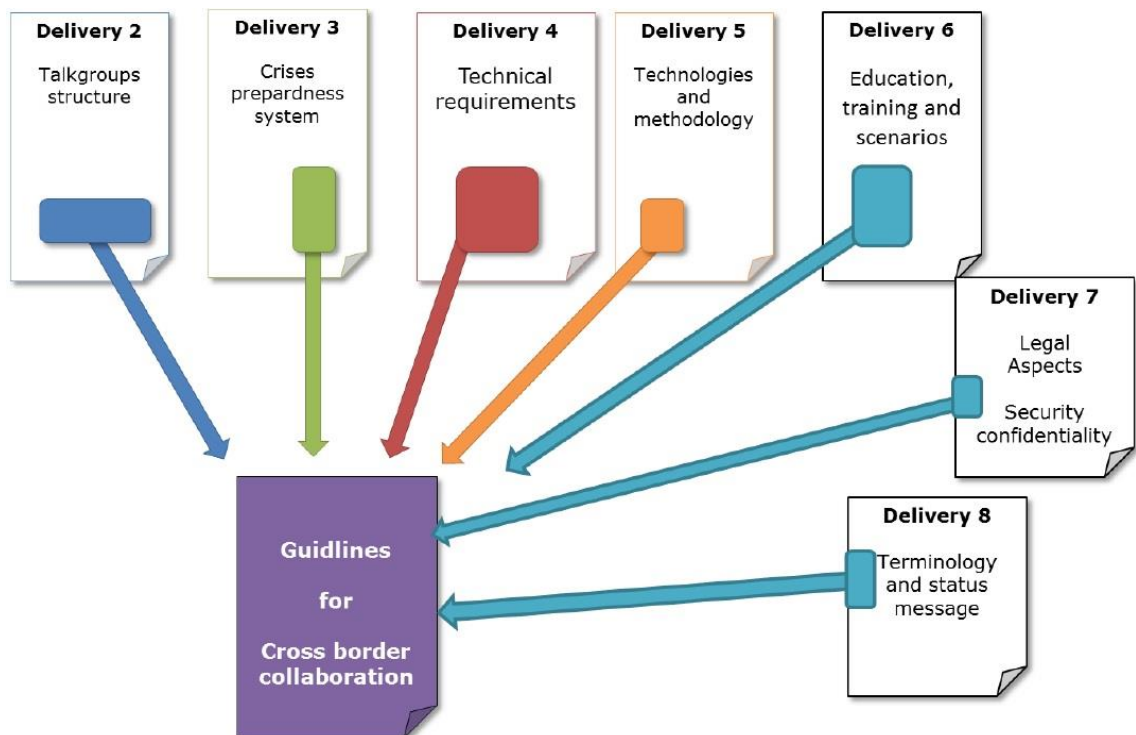 Delivery 2
Talkgroups
structure
Delivery 3
Crises
prepardness
system
Delivery 4
Technical
requirements
Delivery 5
Technologies
and
methodology
Delivery 6
Education,
training and
scenarios
Delivery 7
Legal
Aspects
Security
confidentiality
Delivery 8
Terminology
and status
message
Guidlines
for
Cross border
collaboration